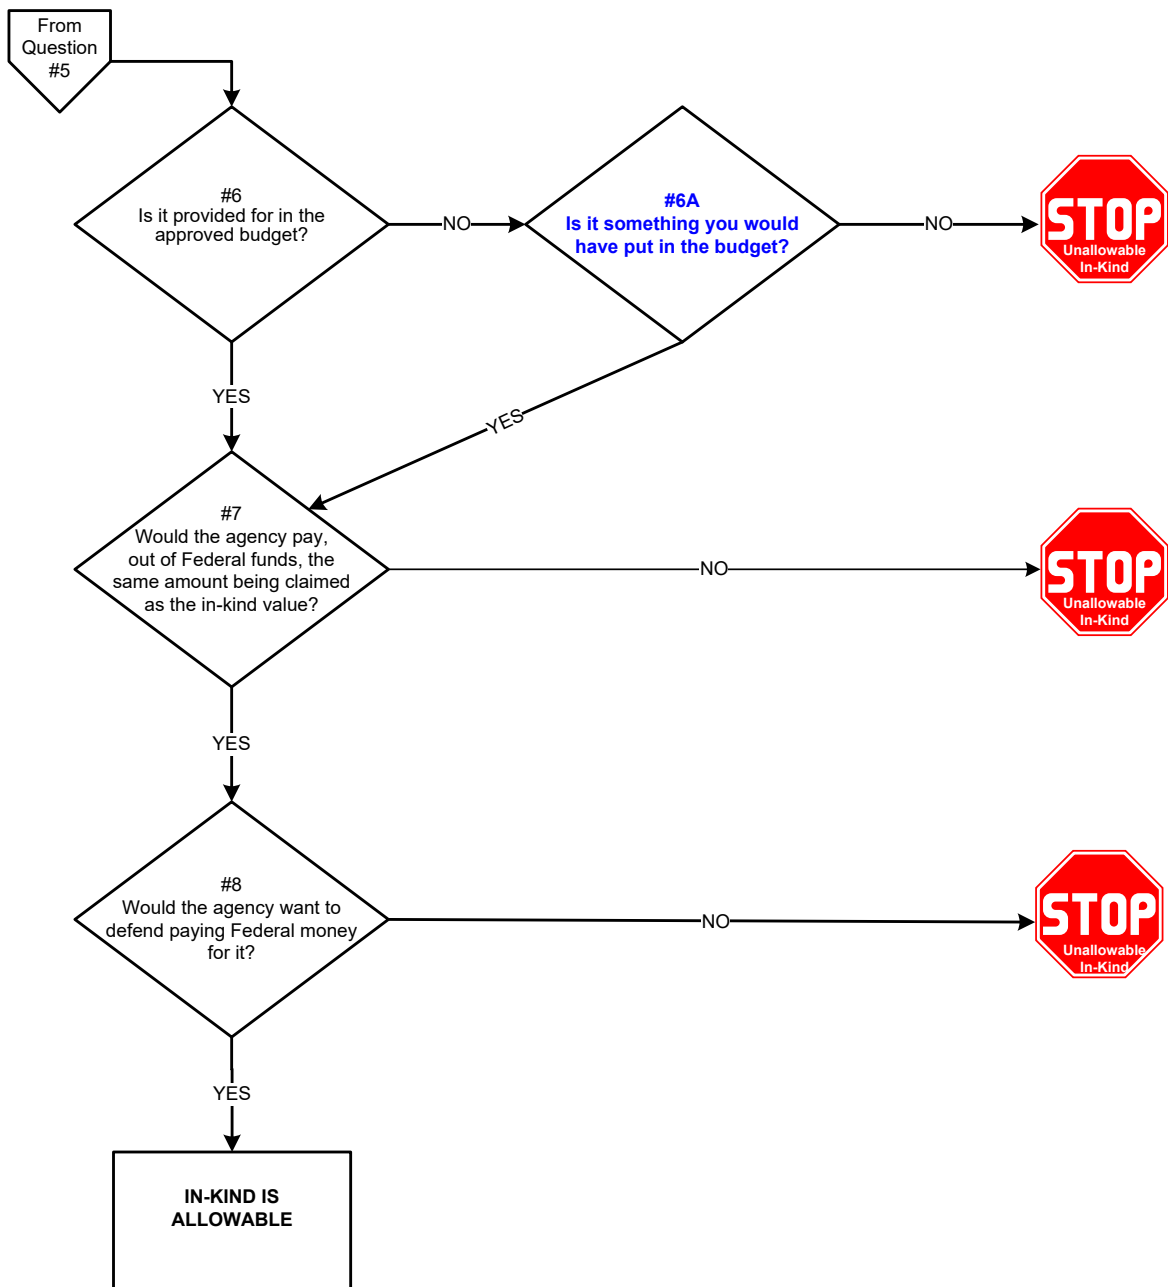 From
Question
#5
#6
Is it provided for in the
approved budget?
NO
#6A
Is it something you would
have put in the budget?
NO
STOP
Unallowable
In-Kind
YES
YES
#7
Would the agency pay,
out of Federal funds, the
same amount being claimed
as the in-kind value?
NO
STOP
Unallowable
In-Kind
YES
#8
Would the agency want to
defend paying Federal money
for it?
NO
STOP
Unallowable
In-Kind
YES
IN-KIND IS
ALLOWABLE